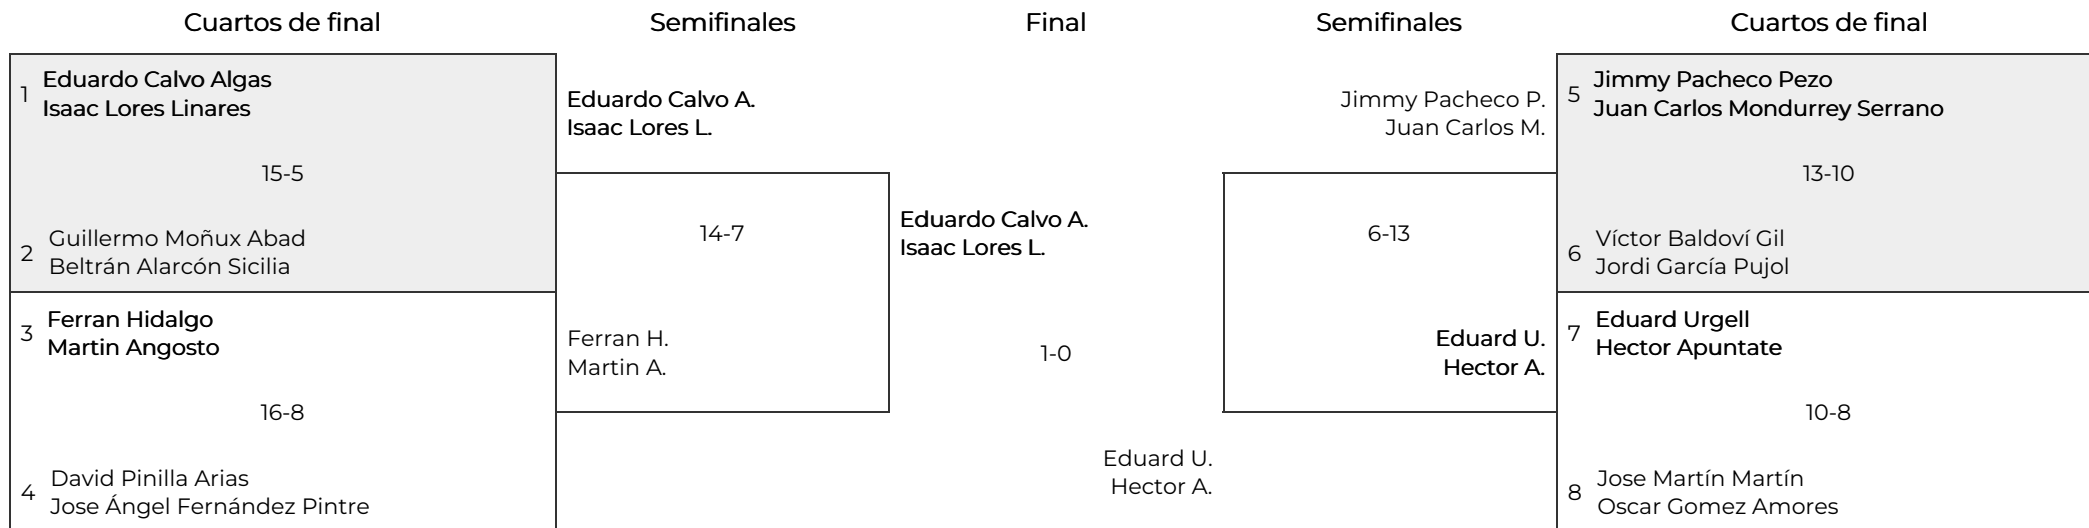 Cuartos de final
Semifinales
Final
Semifinales
Cuartos de final
1
Eduardo Calvo Algas
Isaac Lores Linares
15-5
2
Guillermo Moñux Abad
Beltrán Alarcón Sicilia
3
Ferran Hidalgo
Martin Angosto
16-8
4
David Pinilla Arias
Jose Ángel Fernández Pintre
Eduardo Calvo A.
Isaac Lores L.
14-7
Ferran H.
Martin A.
Eduardo Calvo A.
Isaac Lores L.
1-0
Eduard U.
Hector A.
Jimmy Pacheco P.
Juan Carlos M.
6-13
Eduard U.
Hector A.
5
Jimmy Pacheco Pezo
Juan Carlos Mondurrey Serrano
13-10
6
Víctor Baldoví Gil
Jordi García Pujol
7
Eduard Urgell
Hector Apuntate
10-8
8
Jose Martín Martín
Oscar Gomez Amores